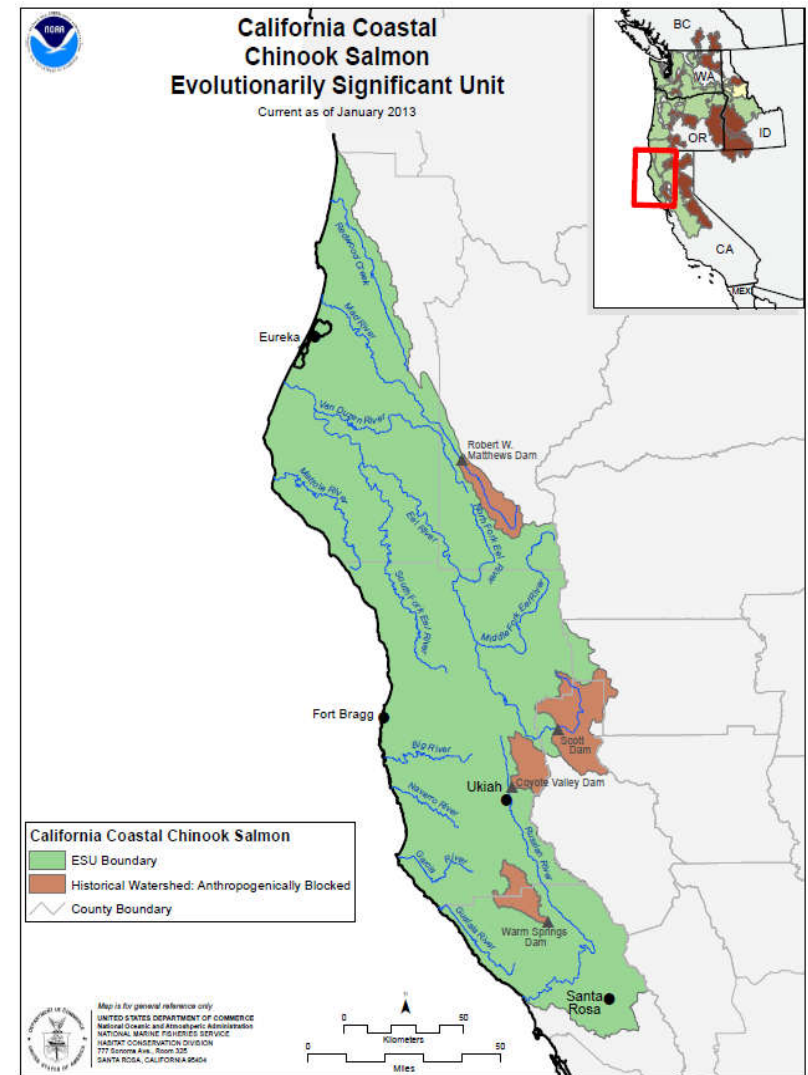 NOAA
California Coastal
Chinook Salmon
Evolutionarily Significant Unit
Current as of January 2013
BC
WA
OR
ID
CA
MEX
Redwood Creek
Mad River
Eureka
Van Duzen River
Robert W.
Matthews Dam
Mattole River
Eel River
North Fork Eel River
South Fork Eel River
Middle Fork Eel River
Fort Bragg
Scott
Dam
Big River
Coyote Valley Dam
Ukiah
Navarro River
Russian River
Garcia River
Gualala River
Warm Springs
Dam
Santa
Rosa
California Coastal Chinook Salmon
ESU Boundary
Historical Watershed: Anthropogenically Blocked
County Boundary
Map is for general reference only
UNITED STATES DEPARTMENT OF COMMERCE
National Oceanic and Atmospheric Administration
NATIONAL MARINE FISHERIES SERVICE
HABITAT CONSERVATION DIVISION
777 Sonoma Ave., Room 325
SANTA ROSA, CALIFORNIA 95404
0 50
Kilometers
0 50
Miles